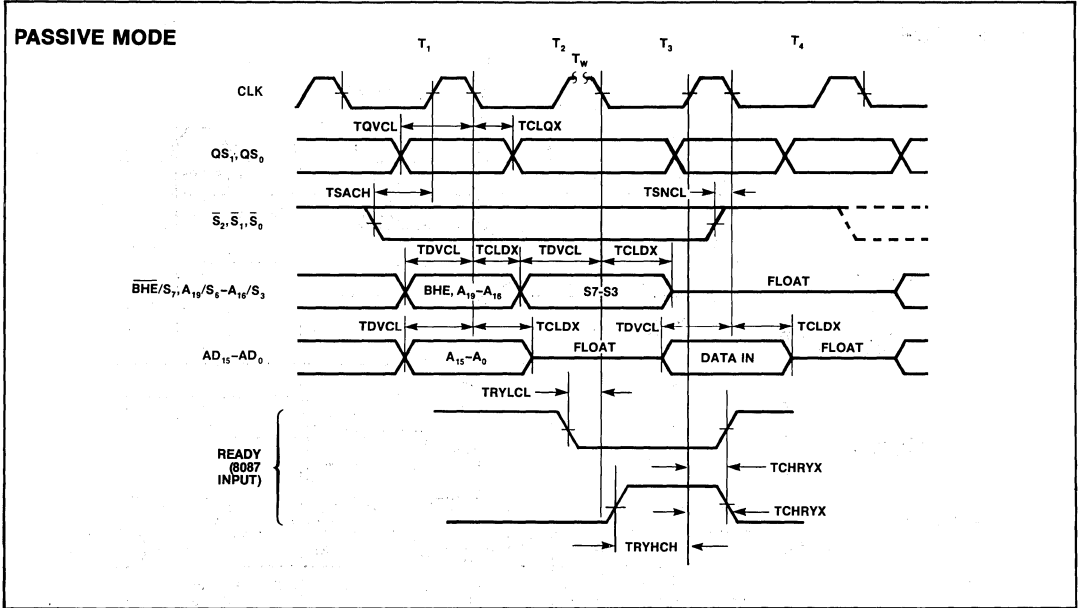 PASSIVE MODE
T₁ T₂ T₃ T₄
T_W
CLK
TQVCL TCLQX
QS₁, QS₀
TSACH TSNCL
S̅₂, S̅₁, S̅₀
TDVCL TCLDX TDVCL TCLDX
B̅H̅E̅/S₇, A₁₉/S₆–A₁₆/S₃ BHE, A₁₉–A₁₆ S7-S3 FLOAT
TDVCL TCLDX TDVCL TCLDX
AD₁₅–AD₀ A₁₅–A₀ FLOAT DATA IN FLOAT
TRYLCL
READY
(8087
INPUT)
TCHRYX
TCHRYX
TRYHCH